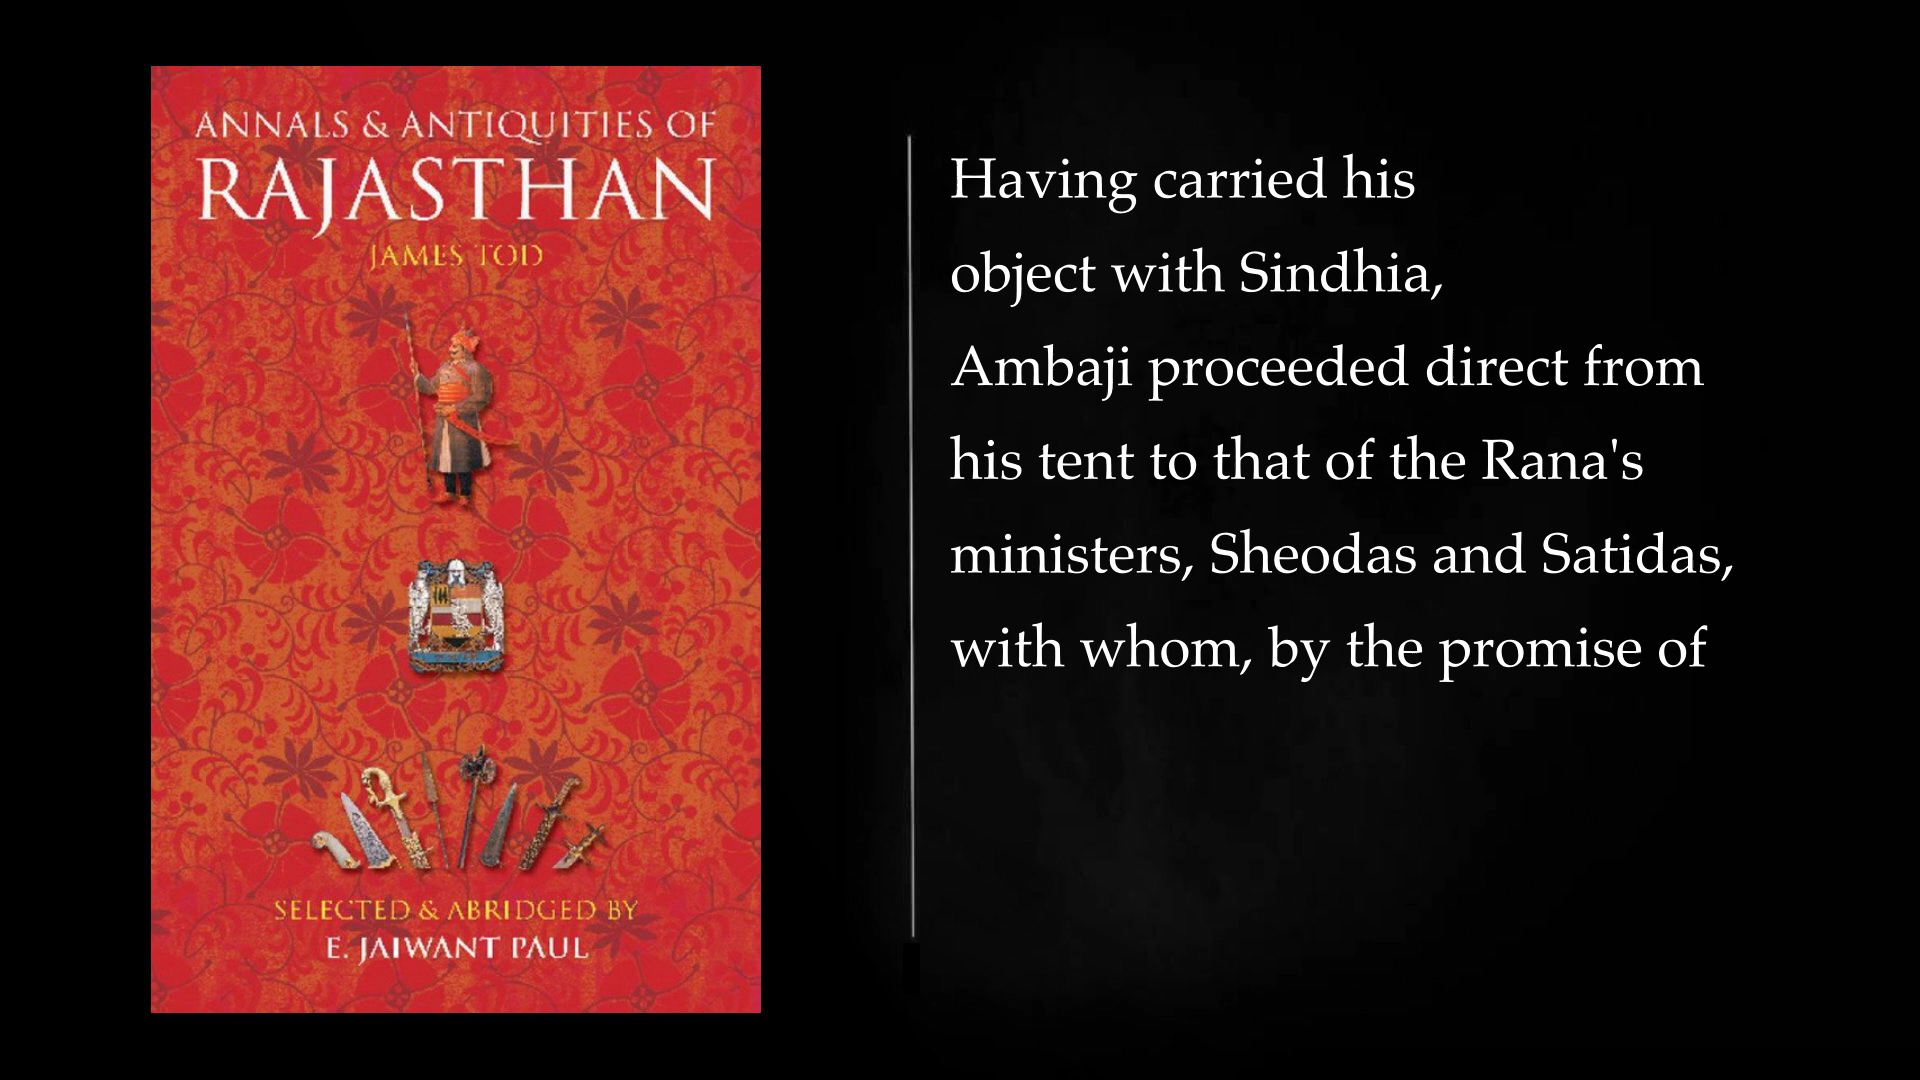 ANNALS & ANTIQUITIES OF
RAJASTHAN
JAMES TOD
SELECTED & ABRIDGED BY
E. JAIWANT PAUL
Having carried his
object with Sindhia,
Ambaji proceeded direct from
his tent to that of the Rana's
ministers, Sheodas and Satidas,
with whom, by the promise of